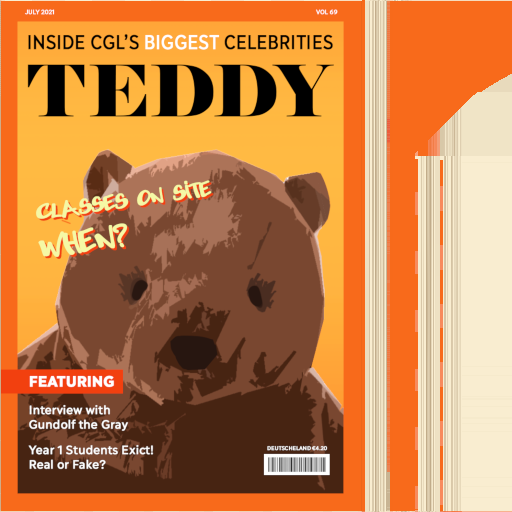 JULY 2021
VOL 69
INSIDE CGL'S BIGGEST CELEBRITIES
TEDDY
CLASSES ON SITE
WHEN?
FEATURING
Interview with
Gundolf the Gray
Year 1 Students Exict!
Real or Fake?
DEUTSCHELAND €4.20